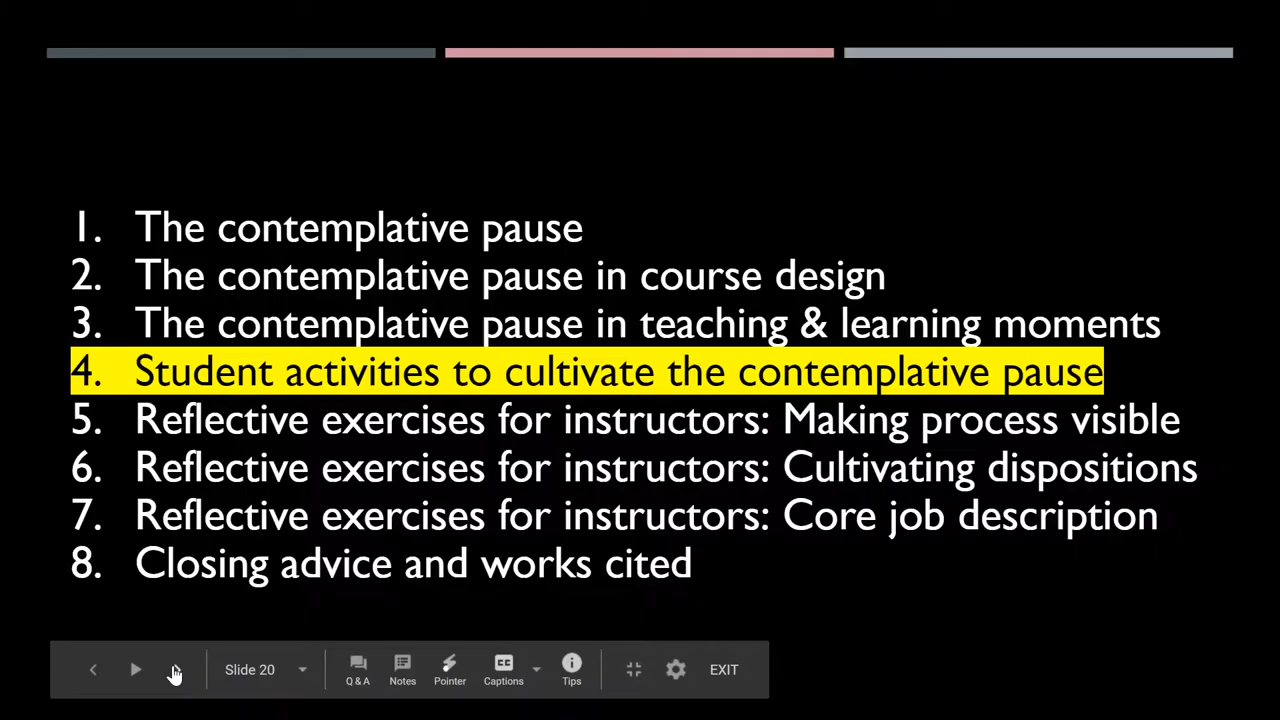 1. The contemplative pause
2. The contemplative pause in course design
3. The contemplative pause in teaching & learning moments
4. Student activities to cultivate the contemplative pause
5. Reflective exercises for instructors: Making process visible
6. Reflective exercises for instructors: Cultivating dispositions
7. Reflective exercises for instructors: Core job description
8. Closing advice and works cited
Slide 20 Q & A Notes Pointer CC Captions Tips EXIT